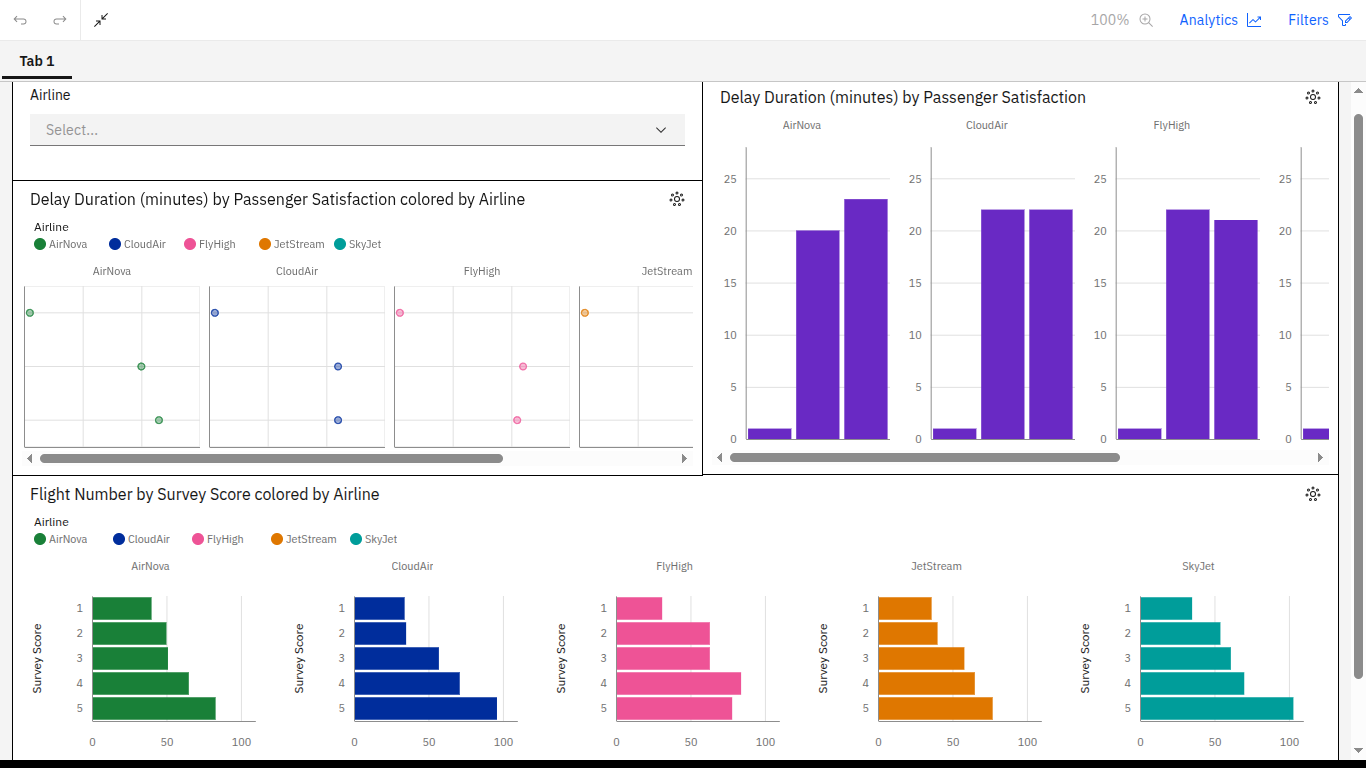 100%
Analytics
Filters
Tab 1
Airline
Select...
Delay Duration (minutes) by Passenger Satisfaction colored by Airline
Airline
AirNova CloudAir FlyHigh JetStream SkyJet
AirNova CloudAir FlyHigh JetStream
Delay Duration (minutes) by Passenger Satisfaction
AirNova CloudAir FlyHigh
25 25 25 25
20 20 20 20
15 15 15 15
10 10 10 10
5 5 5 5
0 0 0 0
Flight Number by Survey Score colored by Airline
Airline
AirNova CloudAir FlyHigh JetStream SkyJet
AirNova CloudAir FlyHigh JetStream SkyJet
Survey Score Survey Score Survey Score Survey Score Survey Score
1 1 1 1 1
2 2 2 2 2
3 3 3 3 3
4 4 4 4 4
5 5 5 5 5
0 50 100 0 50 100 0 50 100 0 50 100 0 50 100